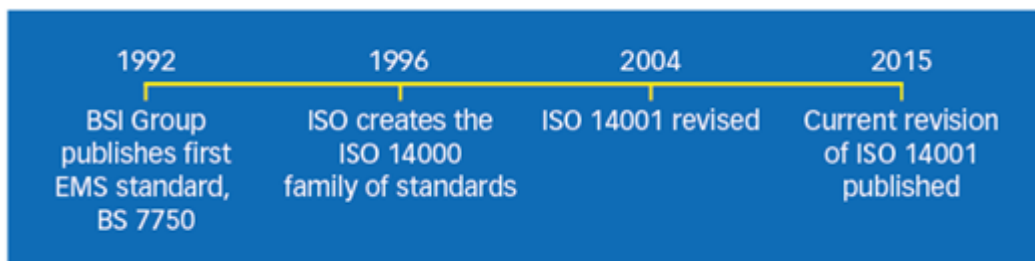 1992
BSI Group
publishes first
EMS standard,
BS 7750
1996
ISO creates the
ISO 14000
family of standards
2004
ISO 14001 revised
2015
Current revision
of ISO 14001
published